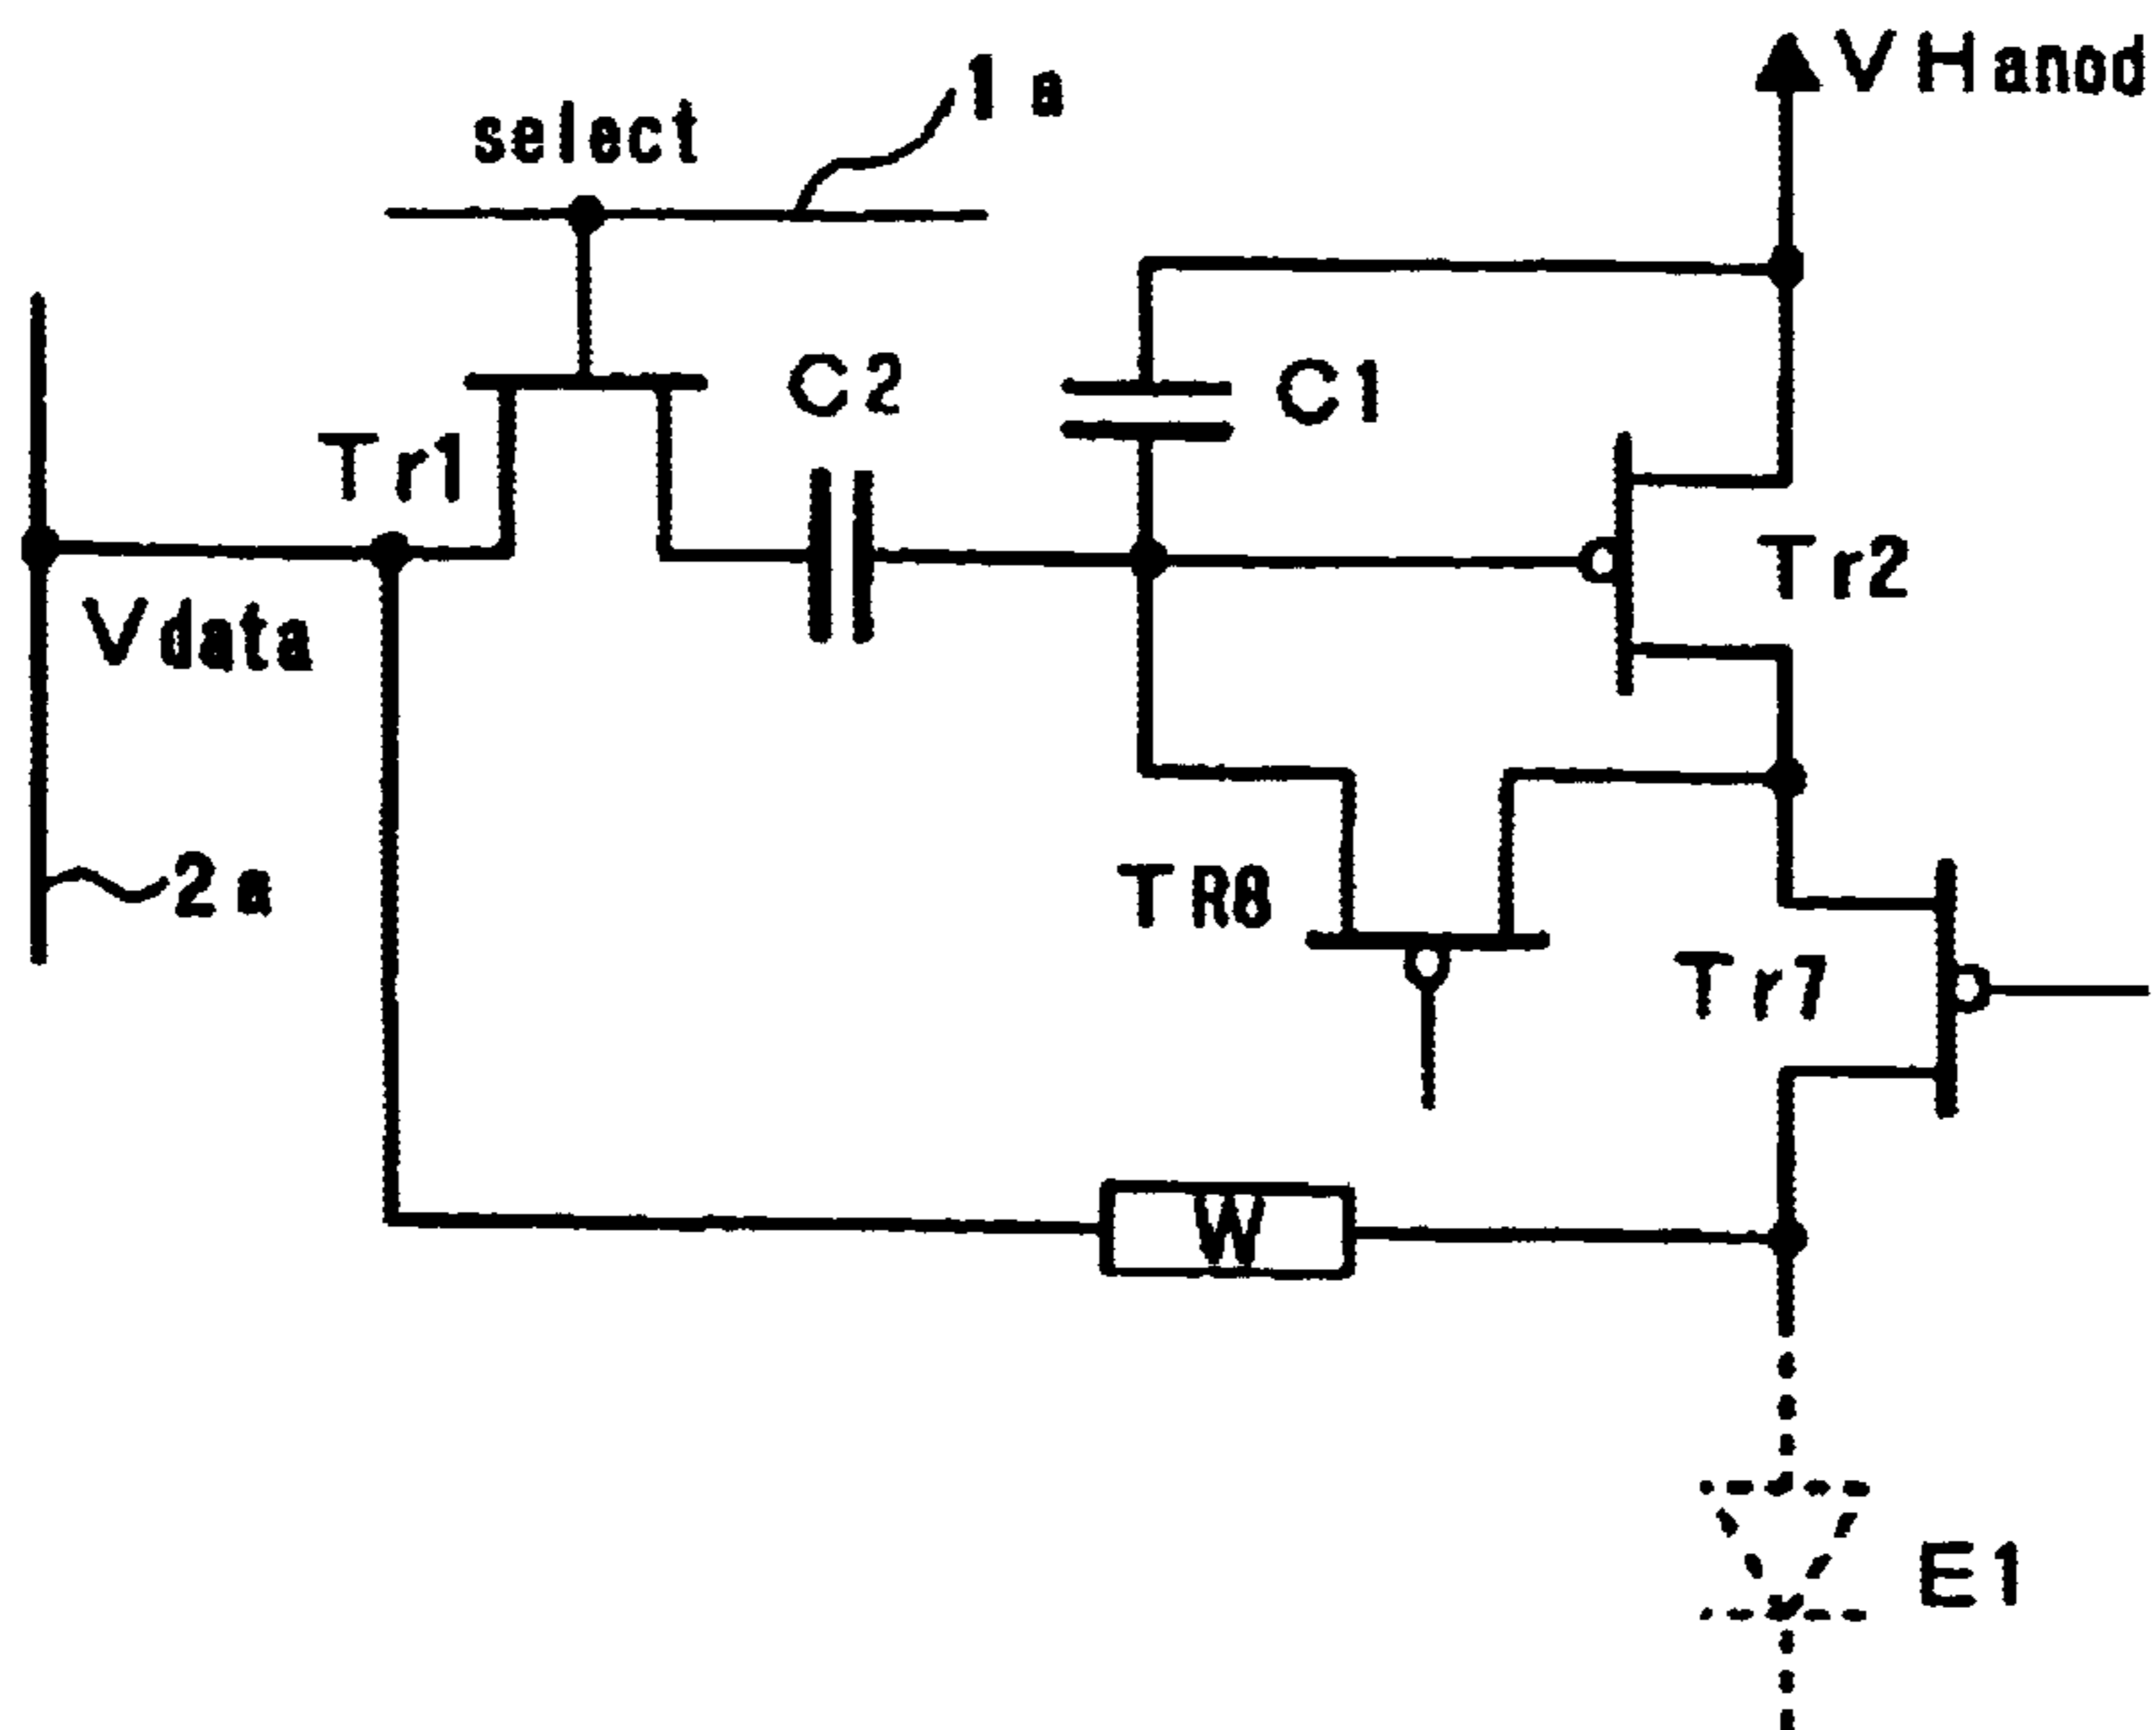 VHanod
1a
select
C2
C1
Tr1
Tr2
Vdata
2a
TR8
Tr7
W
E1